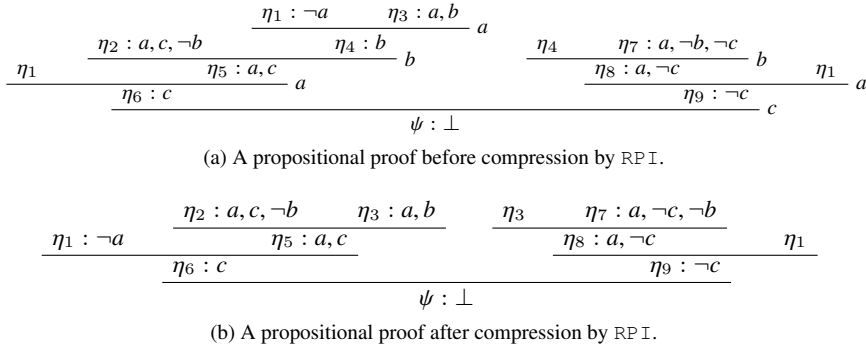 η₁ : ¬a η₃ : a, b a
η₂ : a, c, ¬b η₄ : b b η₄ η₇ : a, ¬b, ¬c b
η₁ η₅ : a, c a η₈ : a, ¬c η₁ a
η₆ : c η₉ : ¬c c
ψ : ⊥
(a) A propositional proof before compression by RPI.
η₂ : a, c, ¬b η₃ : a, b η₃ η₇ : a, ¬c, ¬b
η₁ : ¬a η₅ : a, c η₈ : a, ¬c η₁
η₆ : c η₉ : ¬c
ψ : ⊥
(b) A propositional proof after compression by RPI.